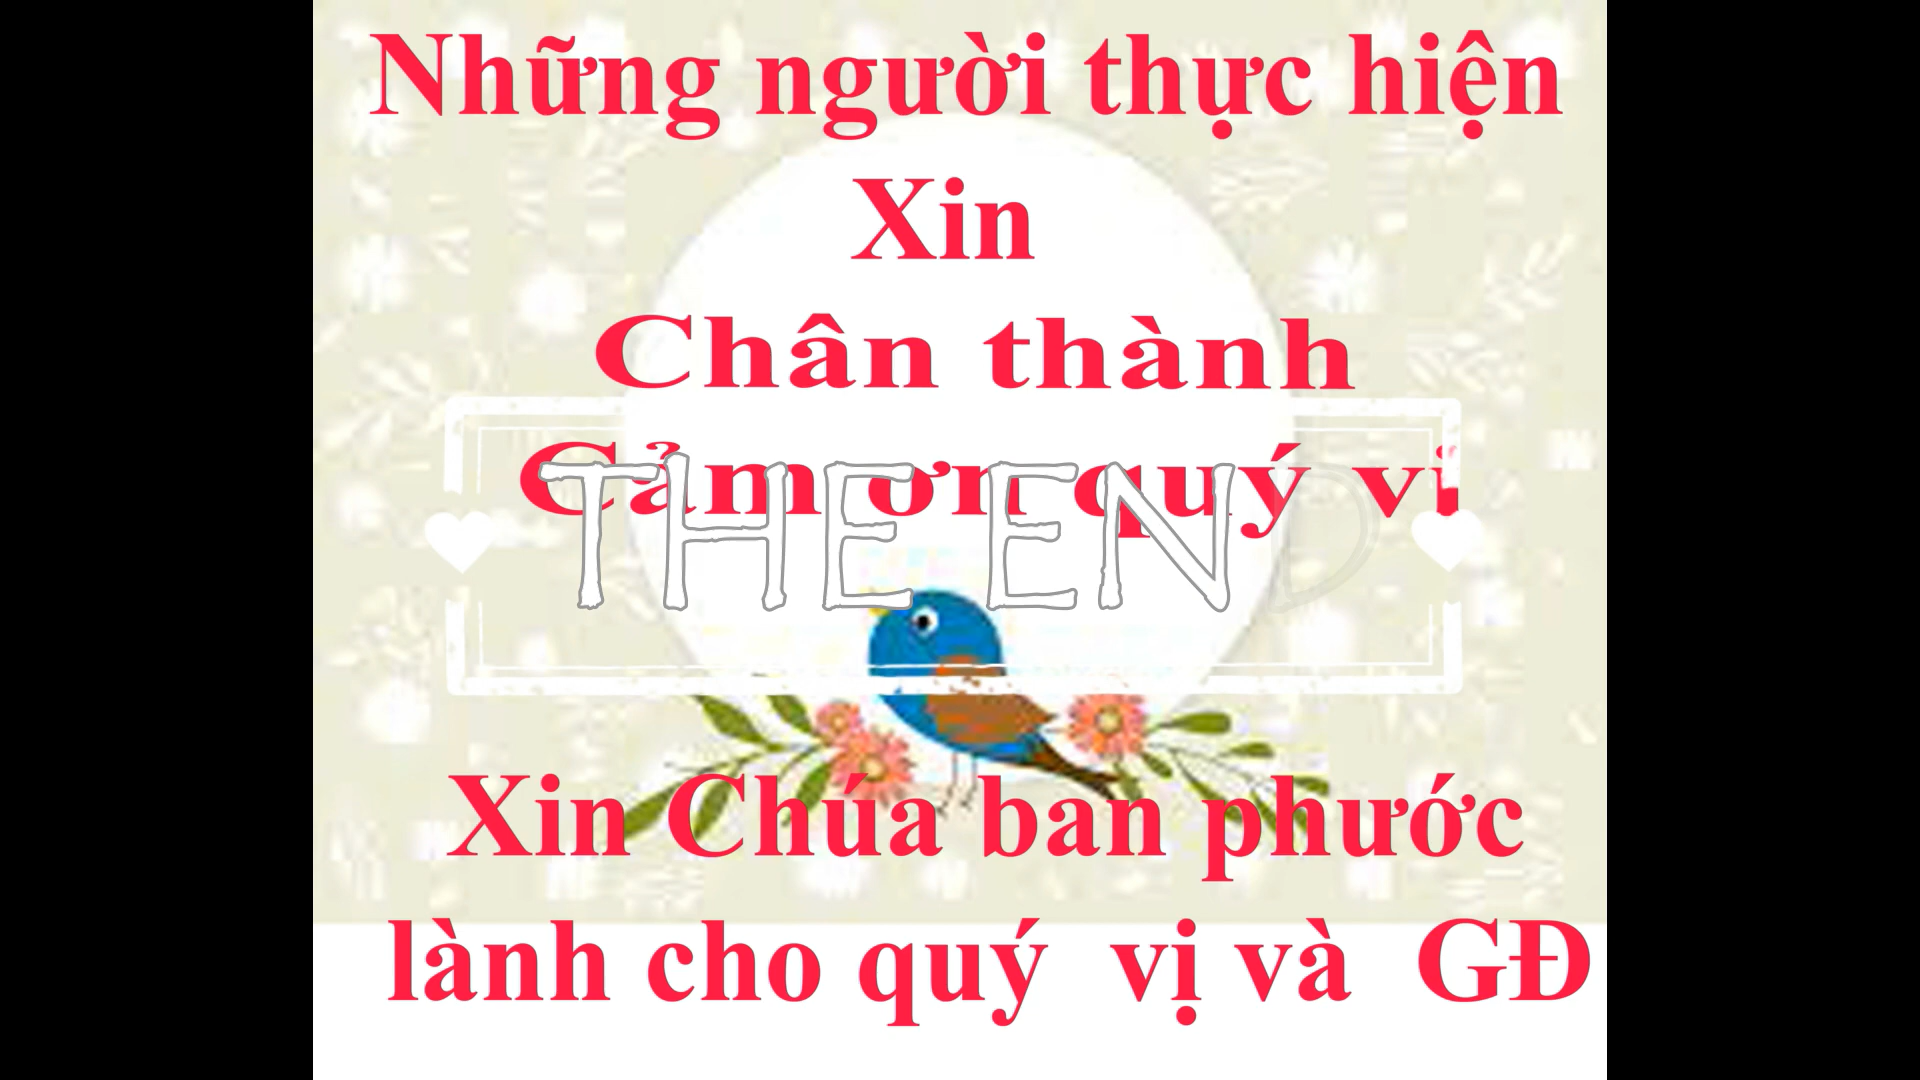 Những người thực hiện
Xin
Chân thành
Cảm ơn quý vị
THE END
Xin Chúa ban phước
lành cho quý vị và GĐ